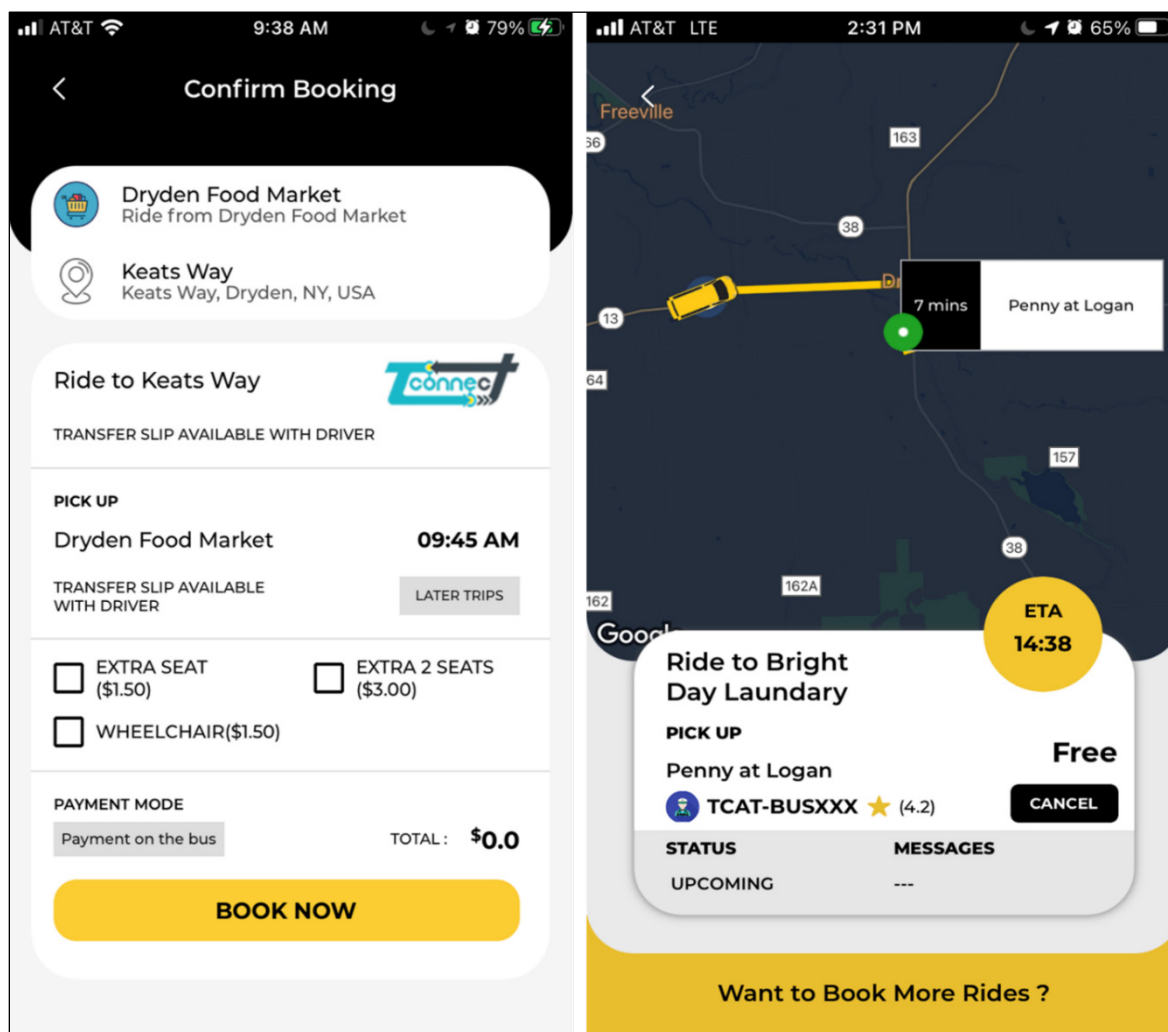 AT&T 9:38 AM 79%
Confirm Booking
Dryden Food Market
Ride from Dryden Food Market
Keats Way
Keats Way, Dryden, NY, USA
Ride to Keats Way
Tconnect
TRANSFER SLIP AVAILABLE WITH DRIVER
PICK UP
Dryden Food Market 09:45 AM
TRANSFER SLIP AVAILABLE
WITH DRIVER
LATER TRIPS
EXTRA SEAT
($1.50)
EXTRA 2 SEATS
($3.00)
WHEELCHAIR($1.50)
PAYMENT MODE
Payment on the bus TOTAL : $0.0
BOOK NOW
AT&T LTE 2:31 PM 65%
Freeville
66
163
38
Dr
7 mins Penny at Logan
13
64
157
38
162A
162
Google
ETA
14:38
Ride to Bright
Day Laundary
PICK UP
Free
Penny at Logan
TCAT-BUSXXX (4.2)
CANCEL
STATUS MESSAGES
UPCOMING ---
Want to Book More Rides ?